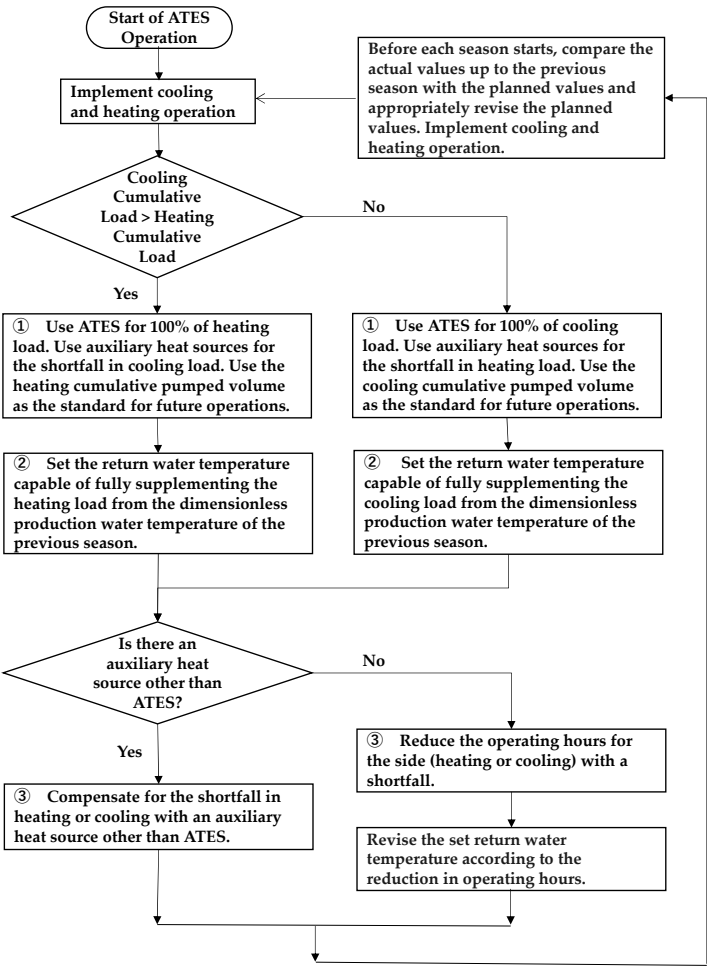 Start of ATES
Operation
Before each season starts, compare the
actual values up to the previous
season with the planned values and
appropriately revise the planned
values. Implement cooling and
heating operation.
Implement cooling
and heating operation
Cooling
Cumulative
Load > Heating
Cumulative
Load
No
Yes
① Use ATES for 100% of heating
load. Use auxiliary heat sources for
the shortfall in cooling load. Use the
heating cumulative pumped volume
as the standard for future operations.
① Use ATES for 100% of cooling
load. Use auxiliary heat sources for
the shortfall in heating load. Use the
cooling cumulative pumped volume
as the standard for future operations.
② Set the return water temperature
capable of fully supplementing the
heating load from the dimensionless
production water temperature of the
previous season.
② Set the return water temperature
capable of fully supplementing the
cooling load from the dimensionless
production water temperature of the
previous season.
Is there an
auxiliary heat
source other than
ATES?
No
Yes
③ Reduce the operating hours for
the side (heating or cooling) with a
shortfall.
③ Compensate for the shortfall in
heating or cooling with an auxiliary
heat source other than ATES.
Revise the set return water
temperature according to the
reduction in operating hours.